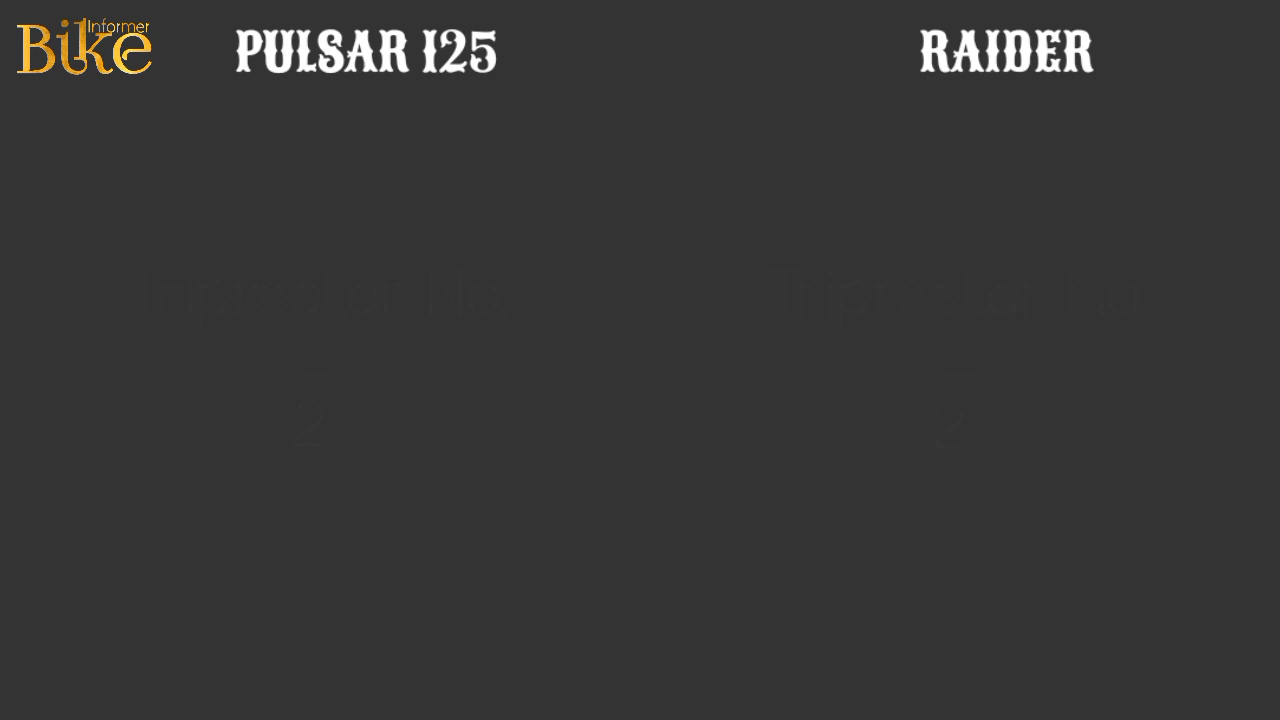 Informer
Bike
PULSAR 125
RAIDER
Tripmeter No.
Tripmeter No
2
2